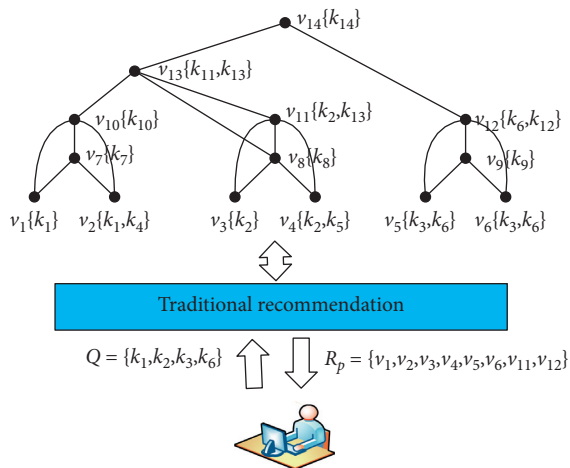 v14{k14}
v13{k11,k13}
v10{k10}
v11{k2,k13}
v12{k6,k12}
v7{k7}
v8{k8}
v9{k9}
v1{k1}
v2{k1,k4}
v3{k2}
v4{k2,k5}
v5{k3,k6}
v6{k3,k6}
Traditional recommendation
Q = {k1,k2,k3,k6}
Rp = {v1,v2,v3,v4,v5,v6,v11,v12}